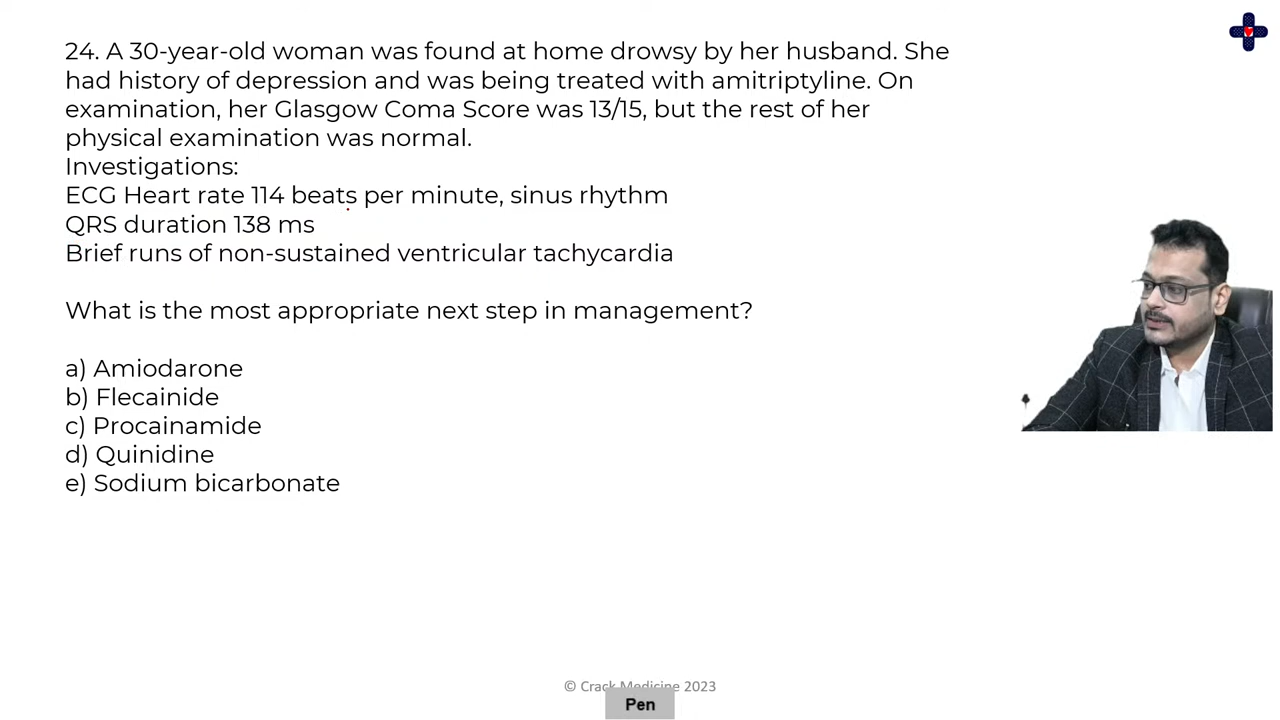 24. A 30-year-old woman was found at home drowsy by her husband. She
had history of depression and was being treated with amitriptyline. On
examination, her Glasgow Coma Score was 13/15, but the rest of her
physical examination was normal.
Investigations:
ECG Heart rate 114 beats per minute, sinus rhythm
QRS duration 138 ms
Brief runs of non-sustained ventricular tachycardia
What is the most appropriate next step in management?
a) Amiodarone
b) Flecainide
c) Procainamide
d) Quinidine
e) Sodium bicarbonate
© Crack Medicine 2023
Pen